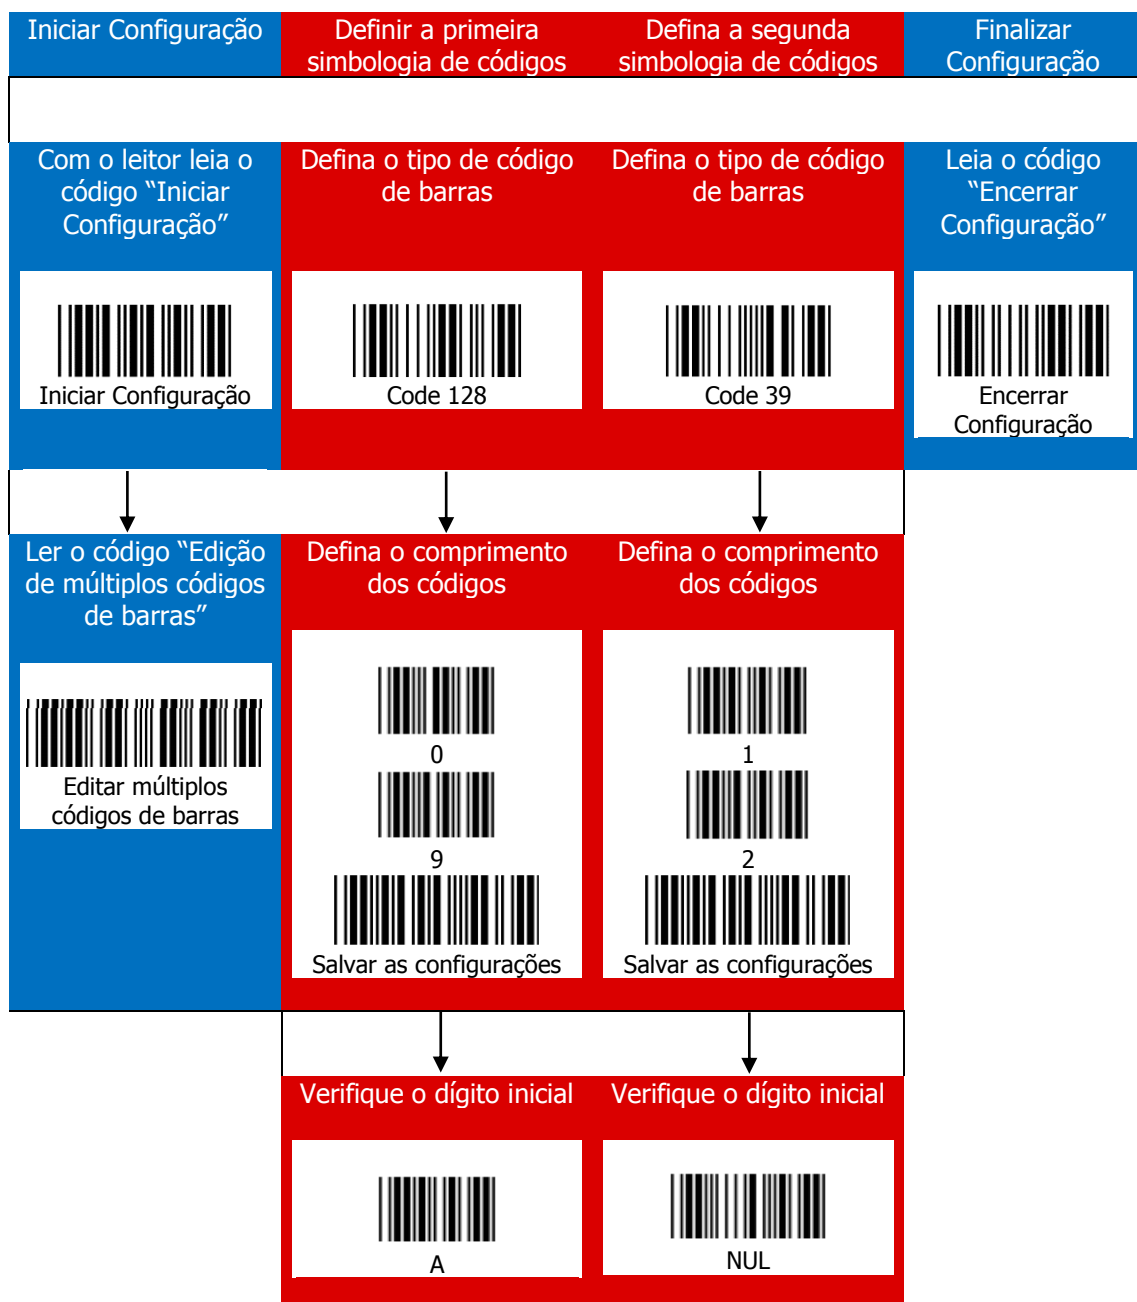 Iniciar Configuração
Definir a primeira
simbologia de códigos
Defina a segunda
simbologia de códigos
Finalizar
Configuração
Com o leitor leia o
código “Iniciar
Configuração”
Iniciar Configuração
Defina o tipo de código
de barras
Code 128
Defina o tipo de código
de barras
Code 39
Leia o código
“Encerrar
Configuração”
Encerrar
Configuração
Ler o código “Edição
de múltiplos códigos
de barras”
Editar múltiplos
códigos de barras
Defina o comprimento
dos códigos
0
9
Salvar as configurações
Defina o comprimento
dos códigos
1
2
Salvar as configurações
Verifique o dígito inicial
A
Verifique o dígito inicial
NUL